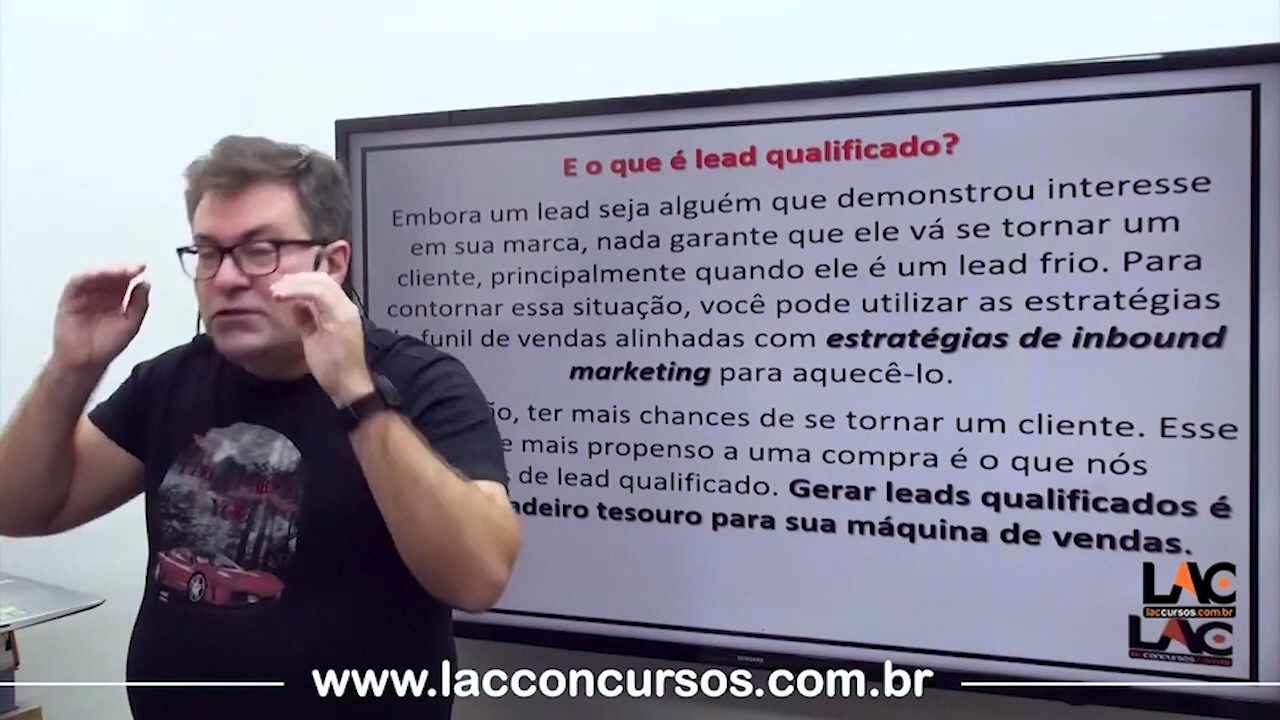 E o que é lead qualificado?
Embora um lead seja alguém que demonstrou interesse
em sua marca, nada garante que ele vá se tornar um
cliente, principalmente quando ele é um lead frio. Para
contornar essa situação, você pode utilizar as estratégias
funil de vendas alinhadas com estratégias de inbound
marketing para aquecê-lo.
ter mais chances de se tornar um cliente. Esse
mais propenso a uma compra é o que nós
de lead qualificado. Gerar leads qualificados é
tesouro para sua máquina de vendas.
LAC
laccursos.com.br
LAC
SAMSUNG
www.lacconcursos.com.br